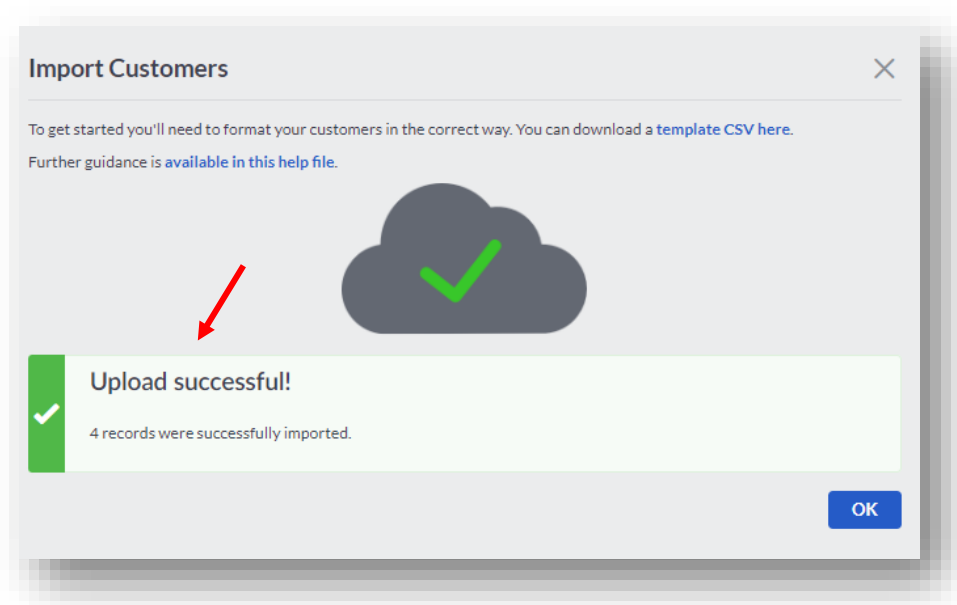 Import Customers
To get started you'll need to format your customers in the correct way. You can download a template CSV here.
Further guidance is available in this help file.
Upload successful!
4 records were successfully imported.
OK